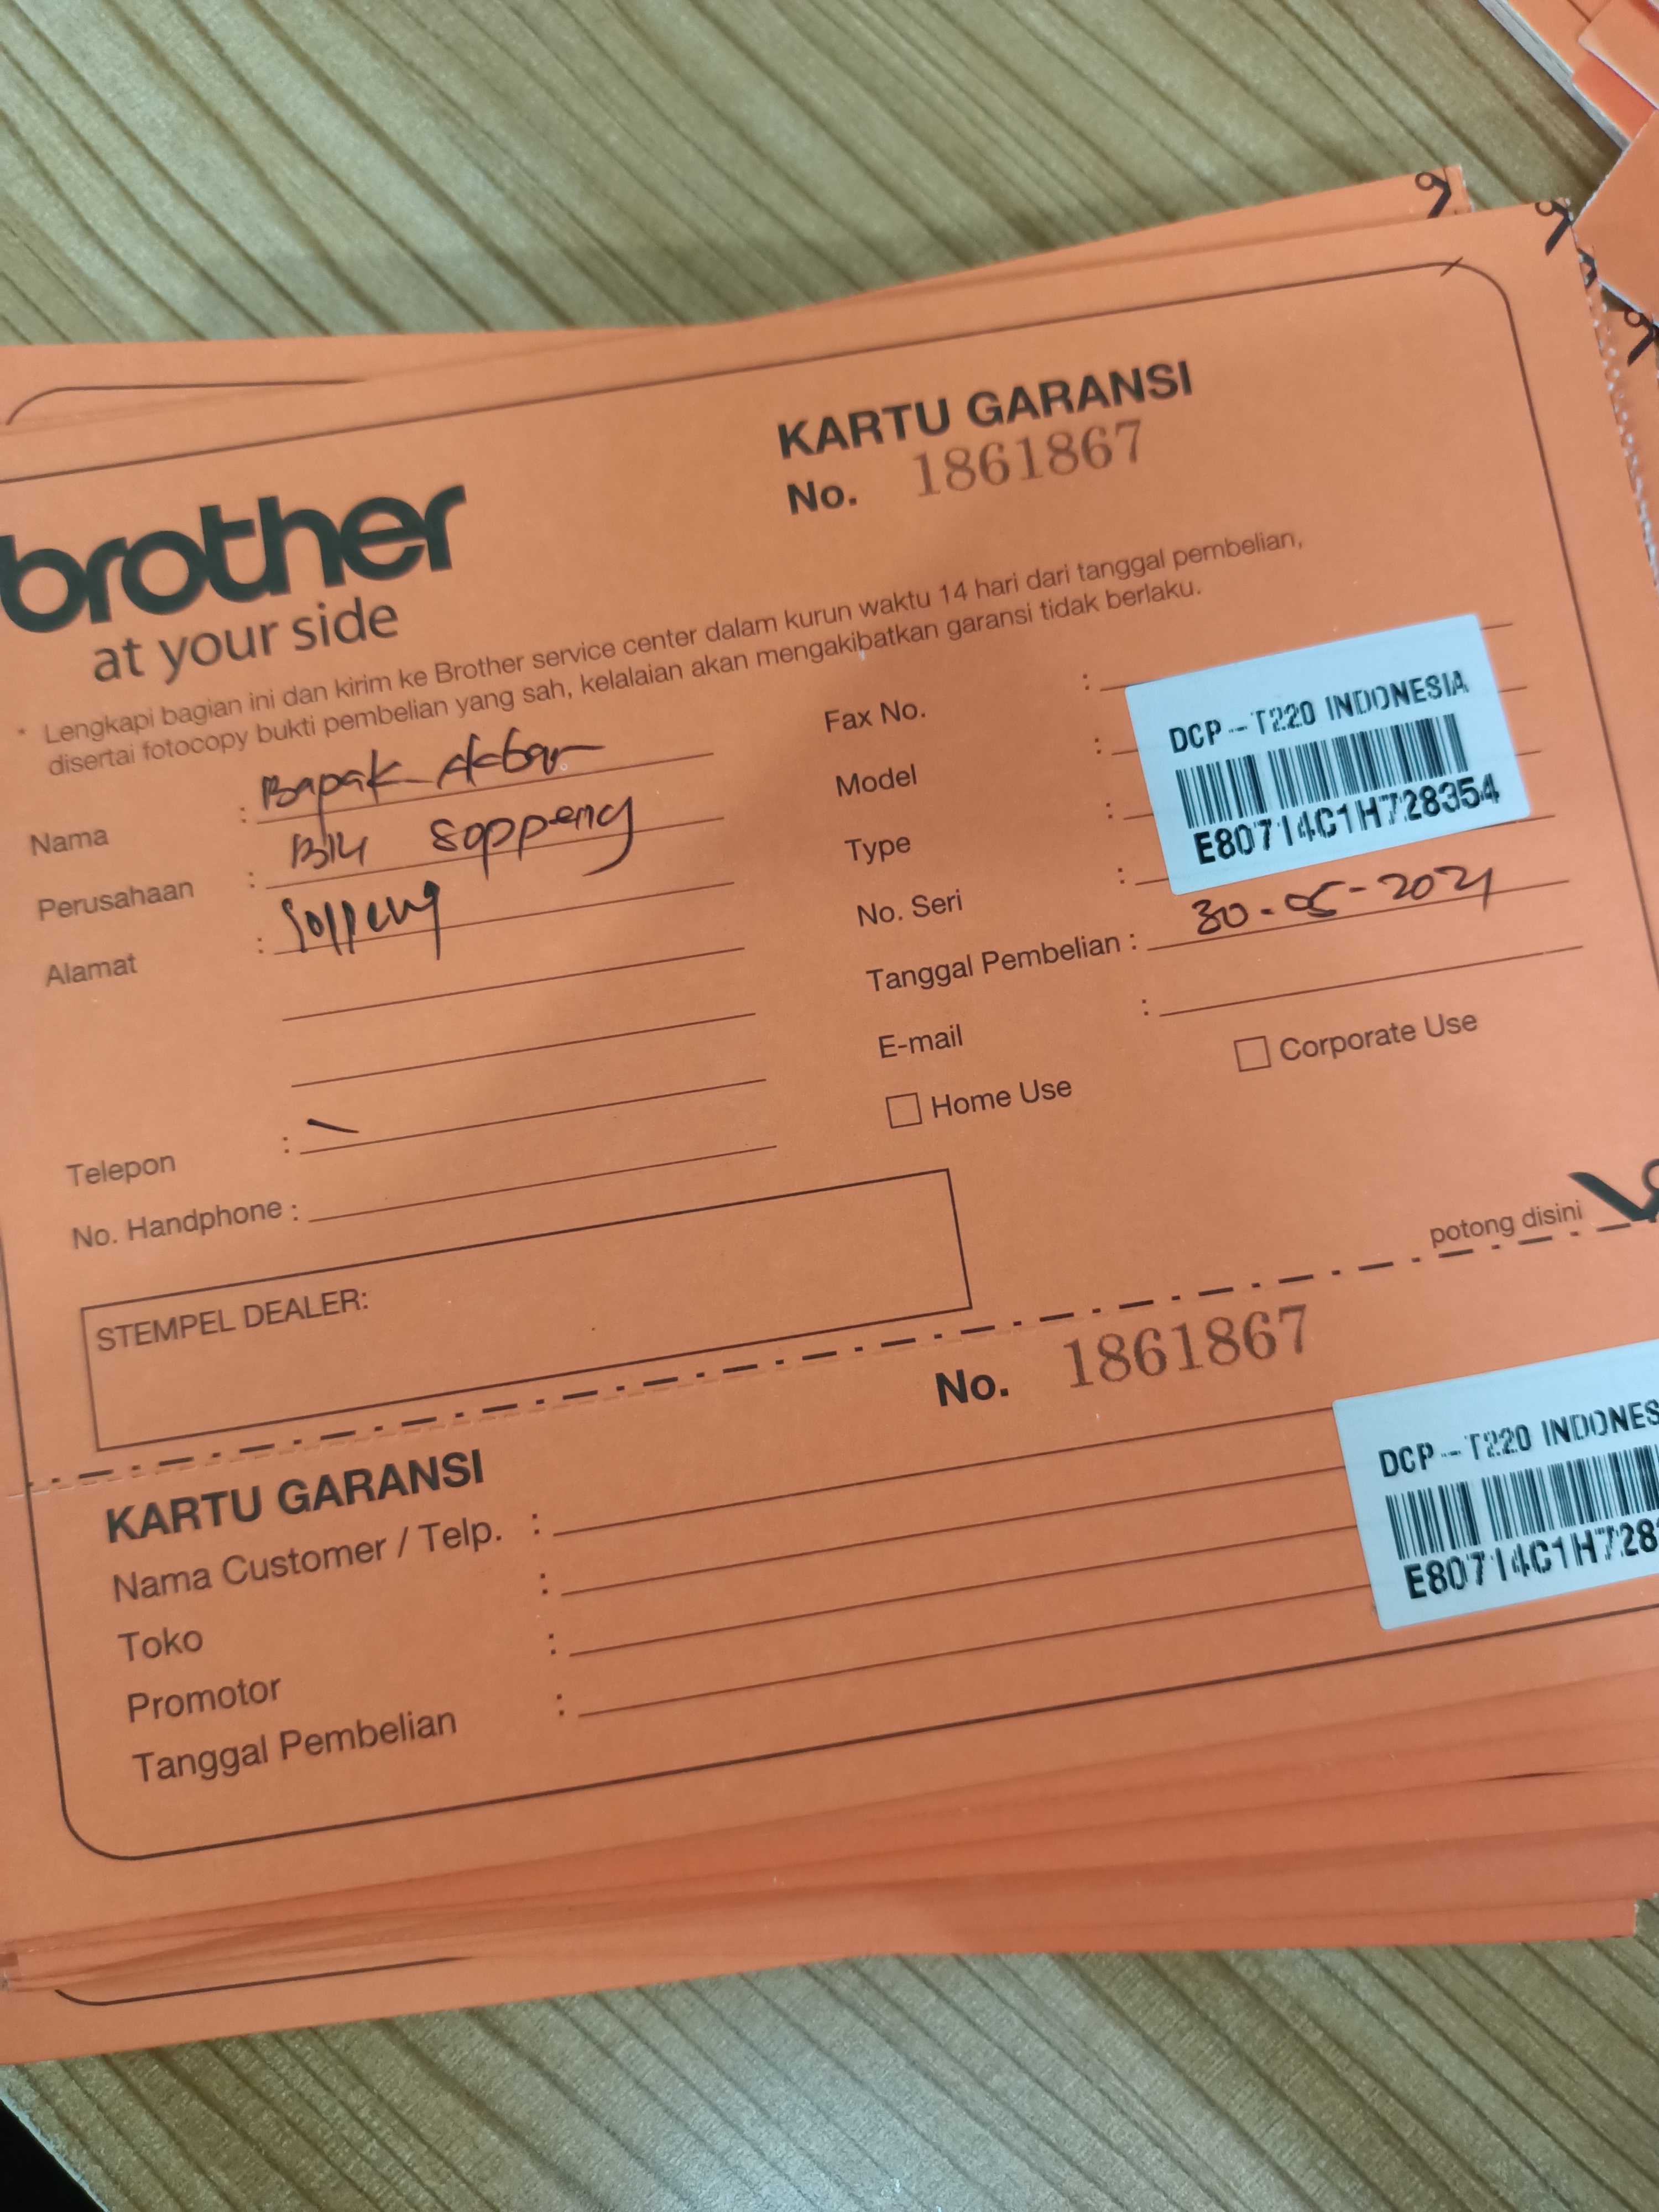 KARTU GARANSI
No. 1861867
brother
at your side
* Lengkapi bagian ini dan kirim ke Brother service center dalam kurun waktu 14 hari dari tanggal pembelian,
disertai fotocopy bukti pembelian yang sah, kelalaian akan mengakibatkan garansi tidak berlaku.
Nama : Bapak Akbar
Perusahaan : Soppeng
Alamat : Soppeng
Telepon :
No. Handphone :
Fax No. :
Model :
Type :
No. Seri :
DCP-T220 INDONESIA
E80714C1H728354
Tanggal Pembelian : 30-05-2021
E-mail :
Home Use
Corporate Use
STEMPEL DEALER:
potong disini
No. 1861867
KARTU GARANSI
Nama Customer / Telp. :
Toko :
Promotor :
Tanggal Pembelian :
DCP-T220 INDONES
E80714C1H728